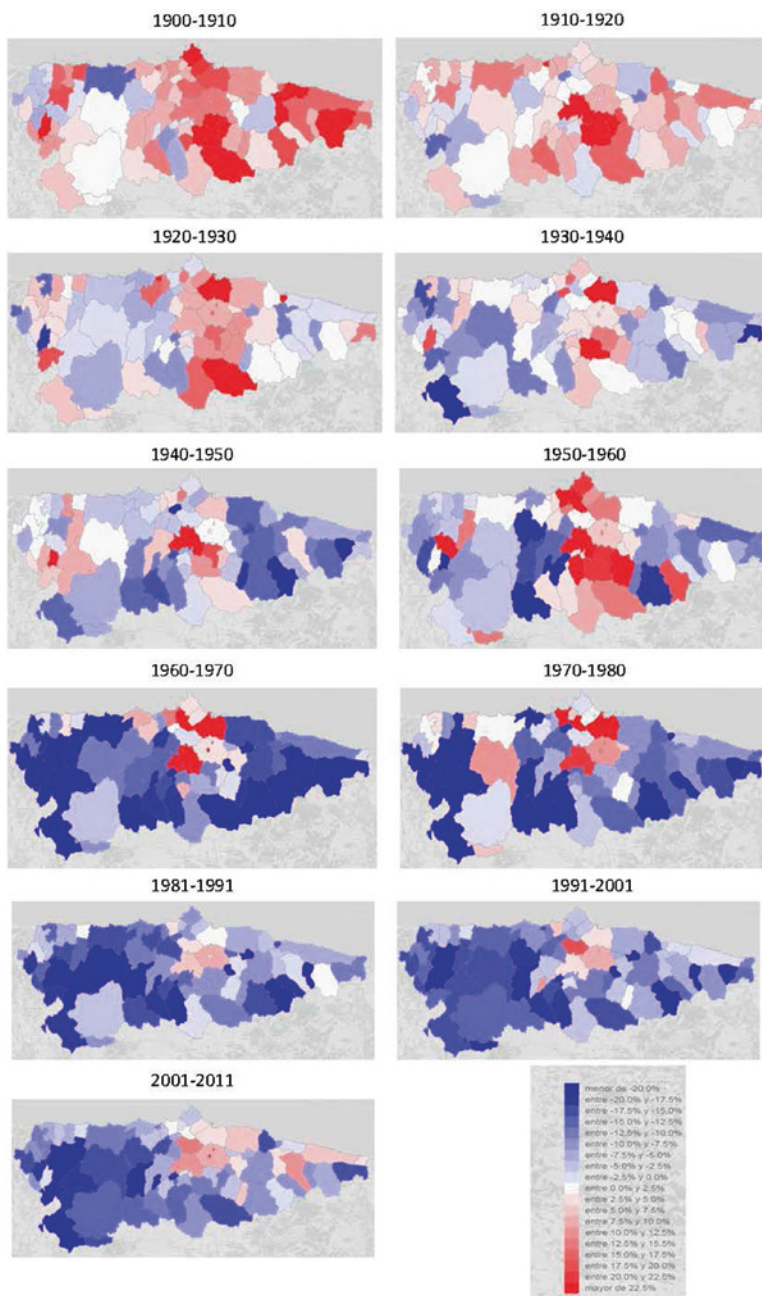 1900-1910
1910-1920
1920-1930
1930-1940
1940-1950
1950-1960
1960-1970
1970-1980
1981-1991
1991-2001
2001-2011
menor de -20.0%
entre -20.0% y -17.5%
entre -17.5% y -15.0%
entre -15.0% y -12.5%
entre -12.5% y -10.0%
entre -10.0% y -7.5%
entre -7.5% y -5.0%
entre -5.0% y -2.5%
entre -2.5% y 0.0%
entre 0.0% y 2.5%
entre 2.5% y 5.0%
entre 5.0% y 7.5%
entre 7.5% y 10.0%
entre 10.0% y 12.5%
entre 12.5% y 15.5%
entre 15.0% y 17.5%
entre 17.5% y 20.0%
entre 20.0% y 22.5%
mayor de 22.5%